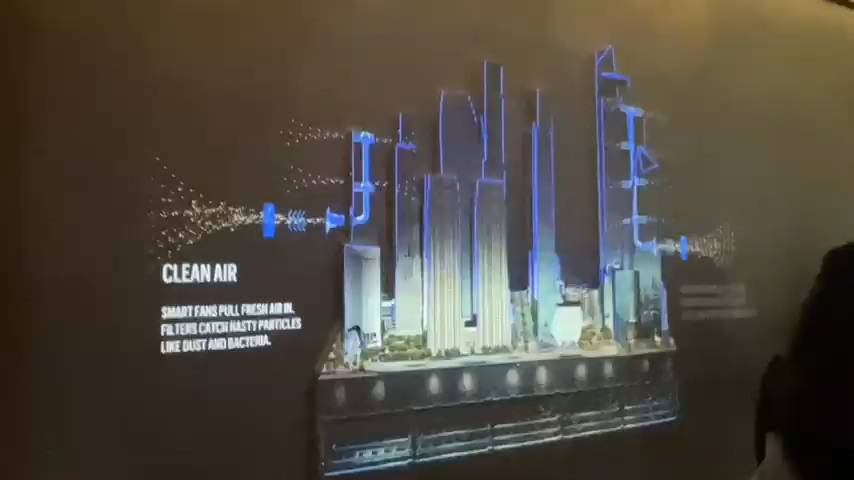 CLEAN AIR
SMART FANS PULL FRESH AIR IN.
FILTERS CATCH NASTY PARTICLES
LIKE DUST AND BACTERIA.